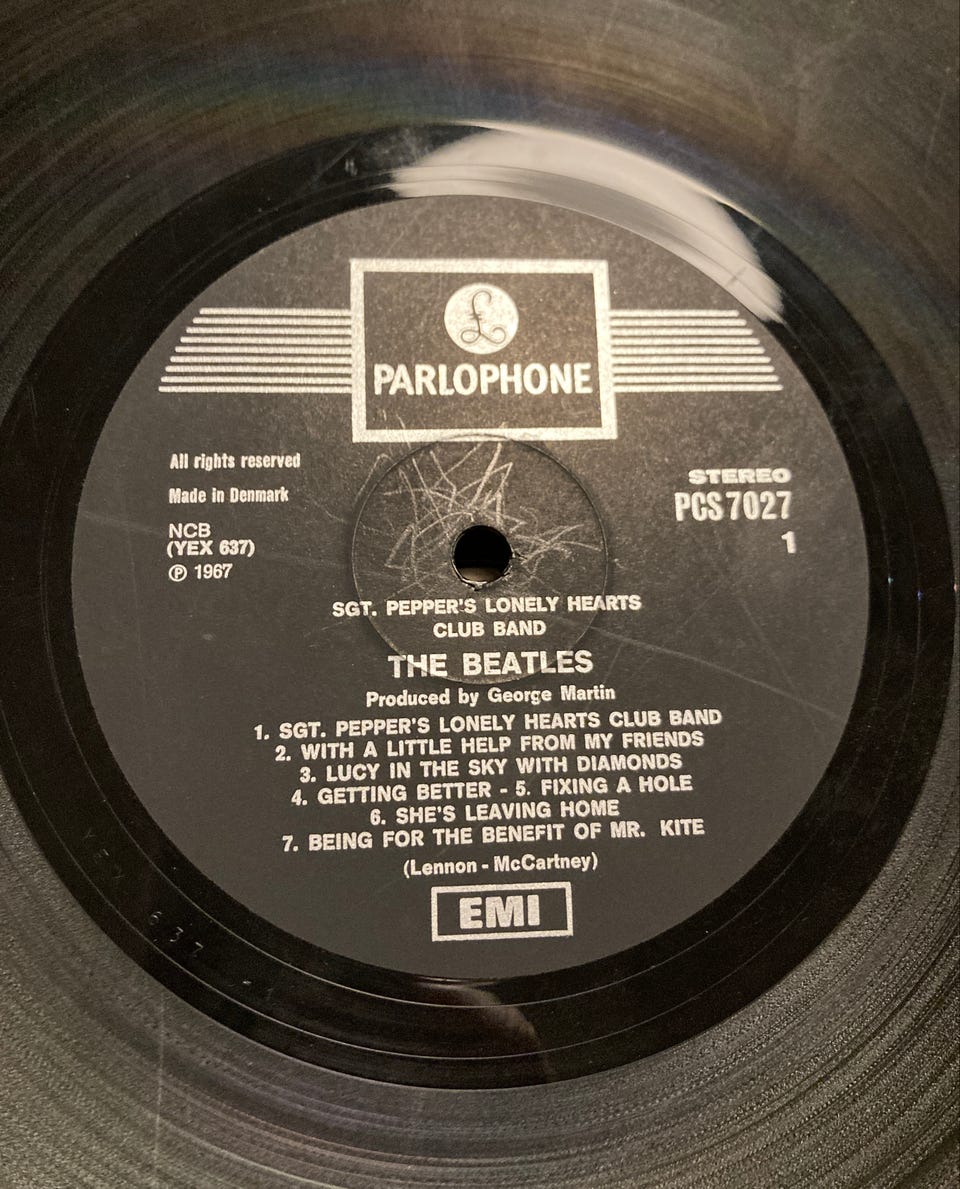 £
PARLOPHONE
All rights reserved
Made in Denmark
NCB
(YEX 637)
℗ 1967
STEREO
PCS 7027
1
SGT. PEPPER'S LONELY HEARTS
CLUB BAND
THE BEATLES
Produced by George Martin
1. SGT. PEPPER'S LONELY HEARTS CLUB BAND
2. WITH A LITTLE HELP FROM MY FRIENDS
3. LUCY IN THE SKY WITH DIAMONDS
4. GETTING BETTER - 5. FIXING A HOLE
6. SHE'S LEAVING HOME
7. BEING FOR THE BENEFIT OF MR. KITE
(Lennon - McCartney)
EMI
YEX 637 -